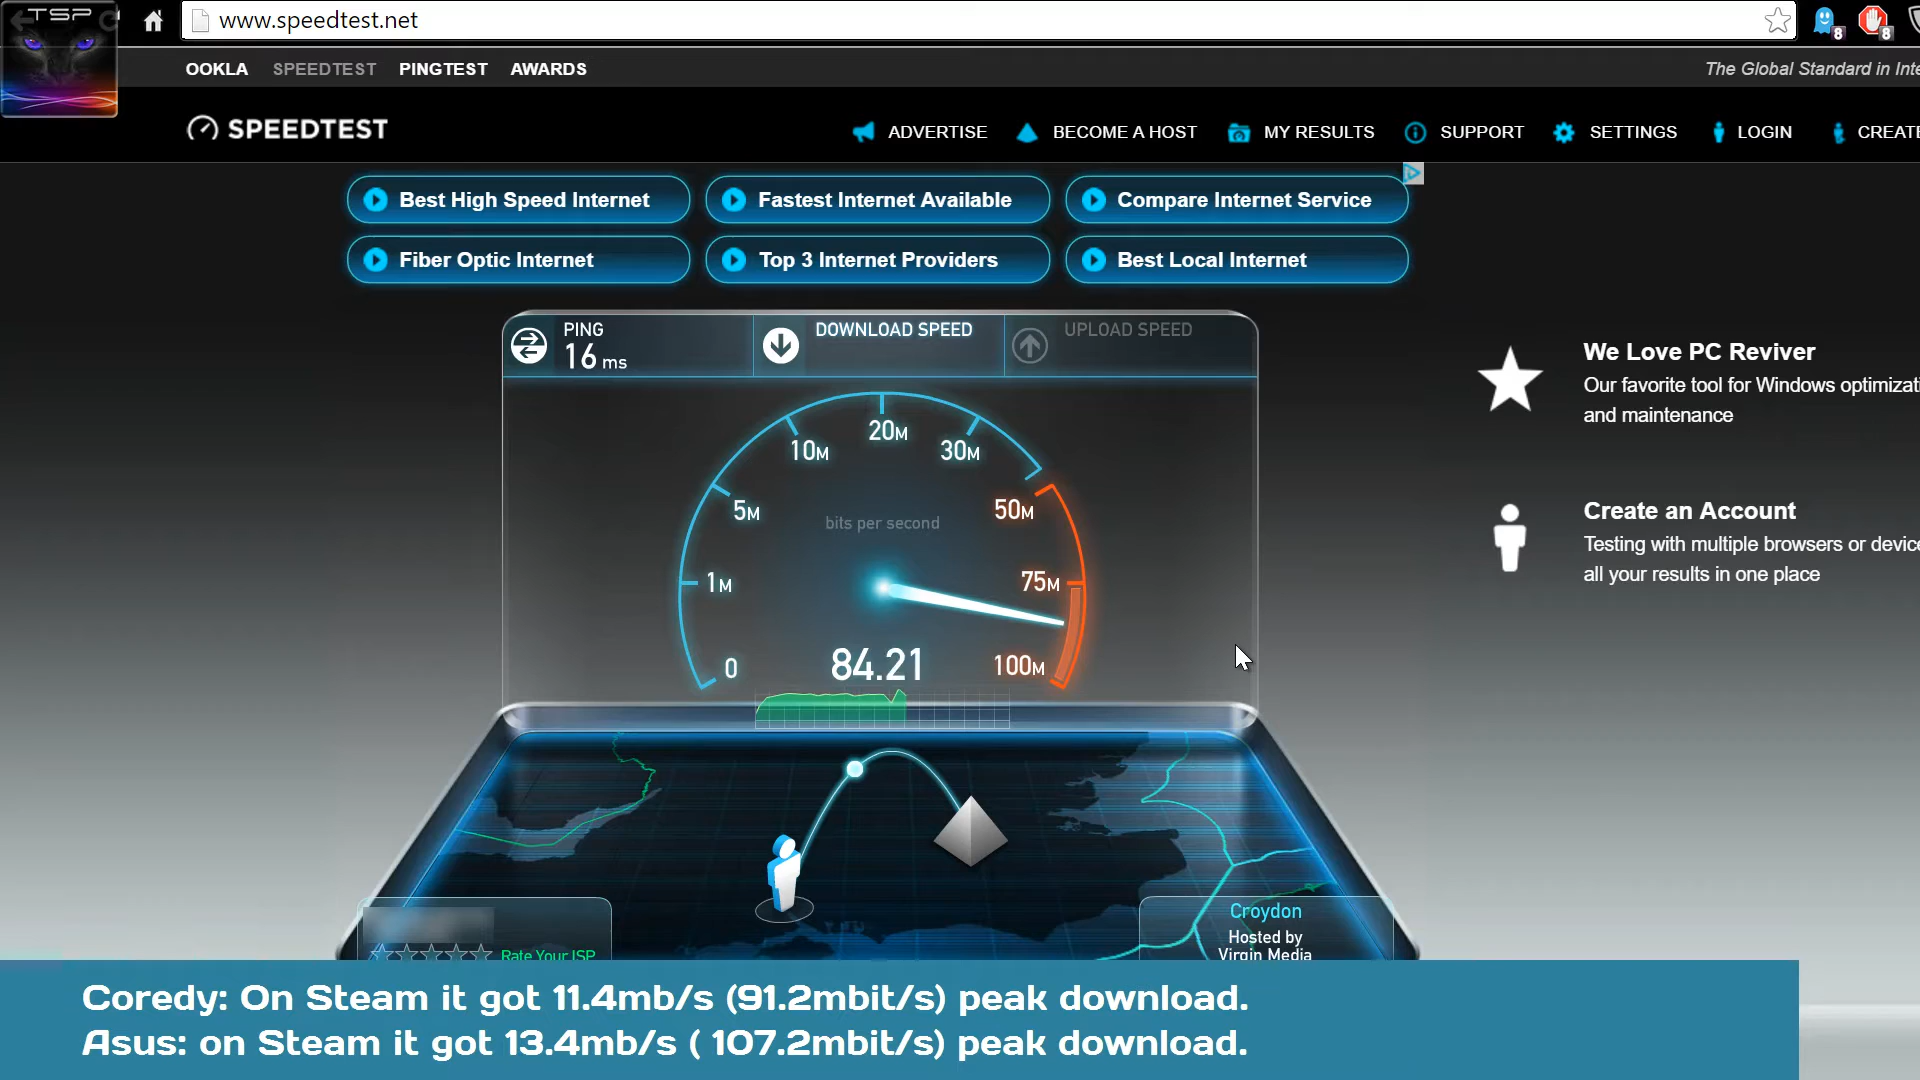 TSP
www.speedtest.net
8
8
OOKLA SPEEDTEST PINGTEST AWARDS
The Global Standard in Inte
SPEEDTEST
ADVERTISE BECOME A HOST MY RESULTS SUPPORT SETTINGS LOGIN CREATE
Best High Speed Internet Fastest Internet Available Compare Internet Service
Fiber Optic Internet Top 3 Internet Providers Best Local Internet
PING DOWNLOAD SPEED UPLOAD SPEED
16 ms
20M
10M 30M
5M 50M
bits per second
1M 75M
0 84.21 100M
We Love PC Reviver
Our favorite tool for Windows optimizati
and maintenance
Create an Account
Testing with multiple browsers or device
all your results in one place
Croydon
Hosted by
Virgin Media
Rate Your ISP
Coredy: On Steam it got 11.4mb/s (91.2mbit/s) peak download.
Asus: on Steam it got 13.4mb/s ( 107.2mbit/s) peak download.